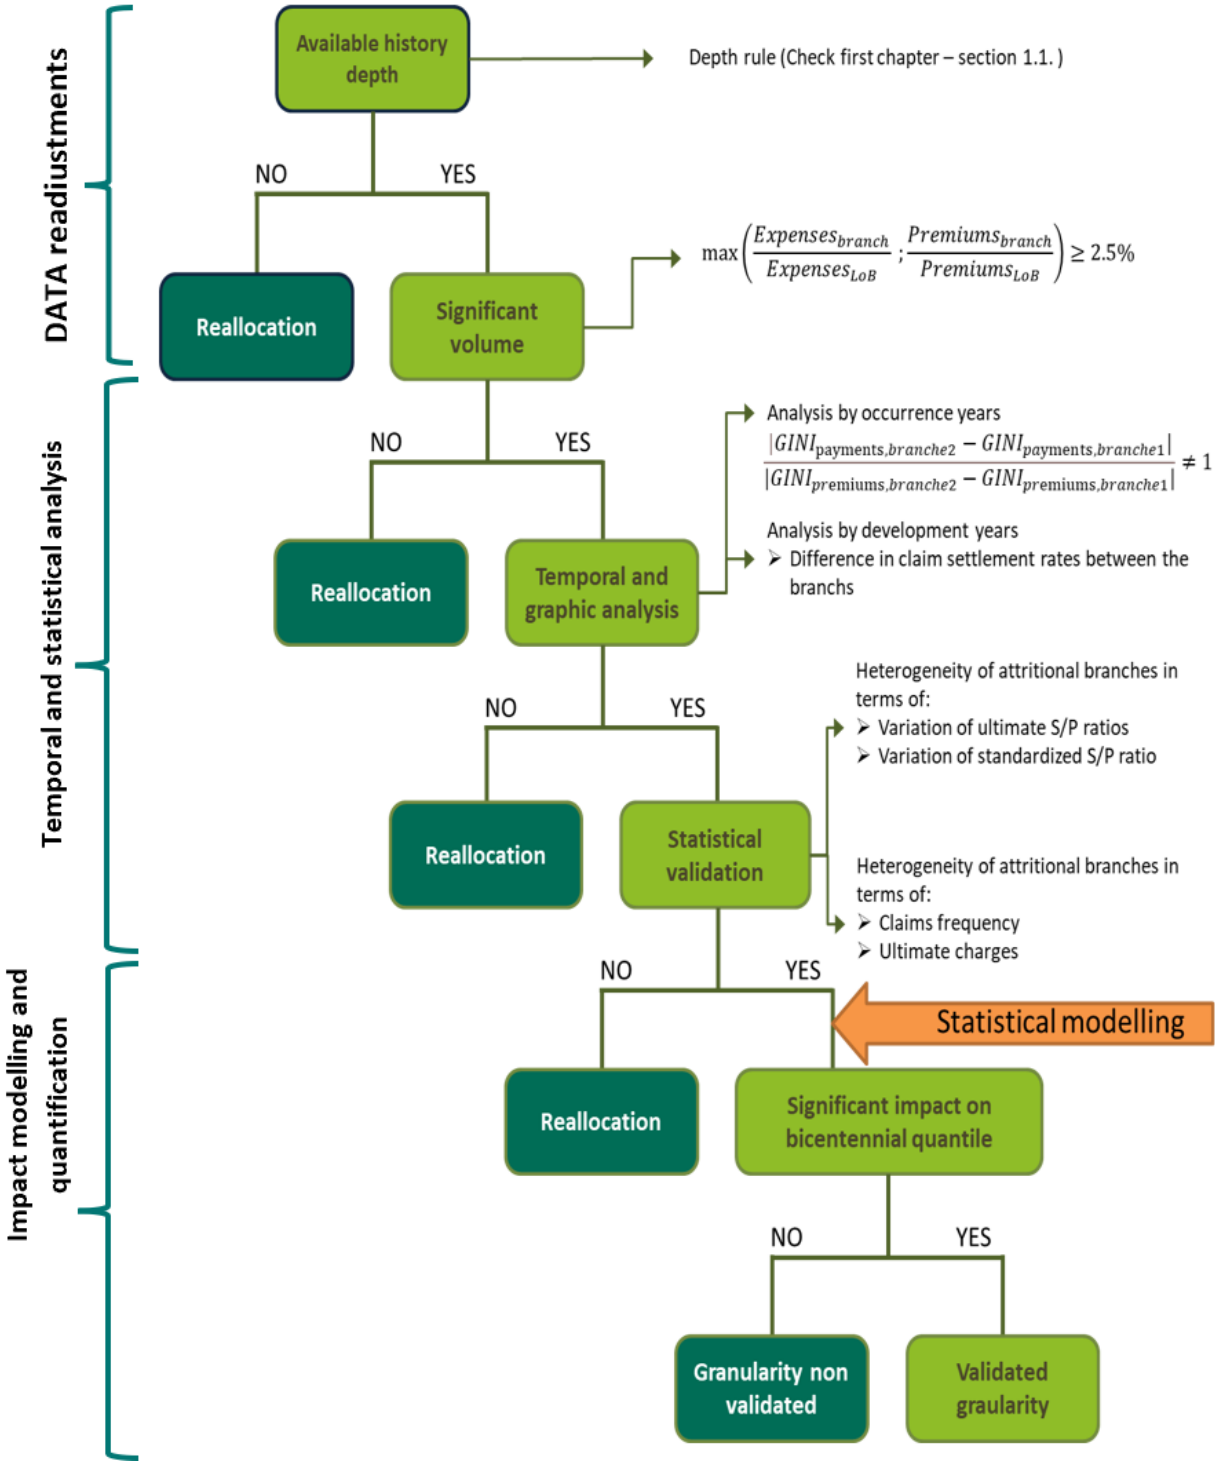 DATA readjustments
Available history
depth
Depth rule (Check first chapter – section 1.1. )
NO
YES
Reallocation
Significant
volume
max(Expenses_branch / Expenses_LoB ; Premiums_branch / Premiums_LoB) ≥ 2.5%
Temporal and statistical analysis
NO
YES
Reallocation
Temporal and
graphic analysis
Analysis by occurrence years
|GINI_payments,branche2 − GINI_payments,branche1| / |GINI_premiums,branche2 − GINI_premiums,branche1| ≠ 1
Analysis by development years
➢ Difference in claim settlement rates between the
branchs
NO
YES
Reallocation
Statistical
validation
Heterogeneity of attritional branches in
terms of:
➢ Variation of ultimate S/P ratios
➢ Variation of standardized S/P ratio
Heterogeneity of attritional branches in
terms of:
➢ Claims frequency
➢ Ultimate charges
Impact modelling and
quantification
NO
YES
Statistical modelling
Reallocation
Significant impact on
bicentennial quantile
NO
YES
Granularity non
validated
Validated
graularity